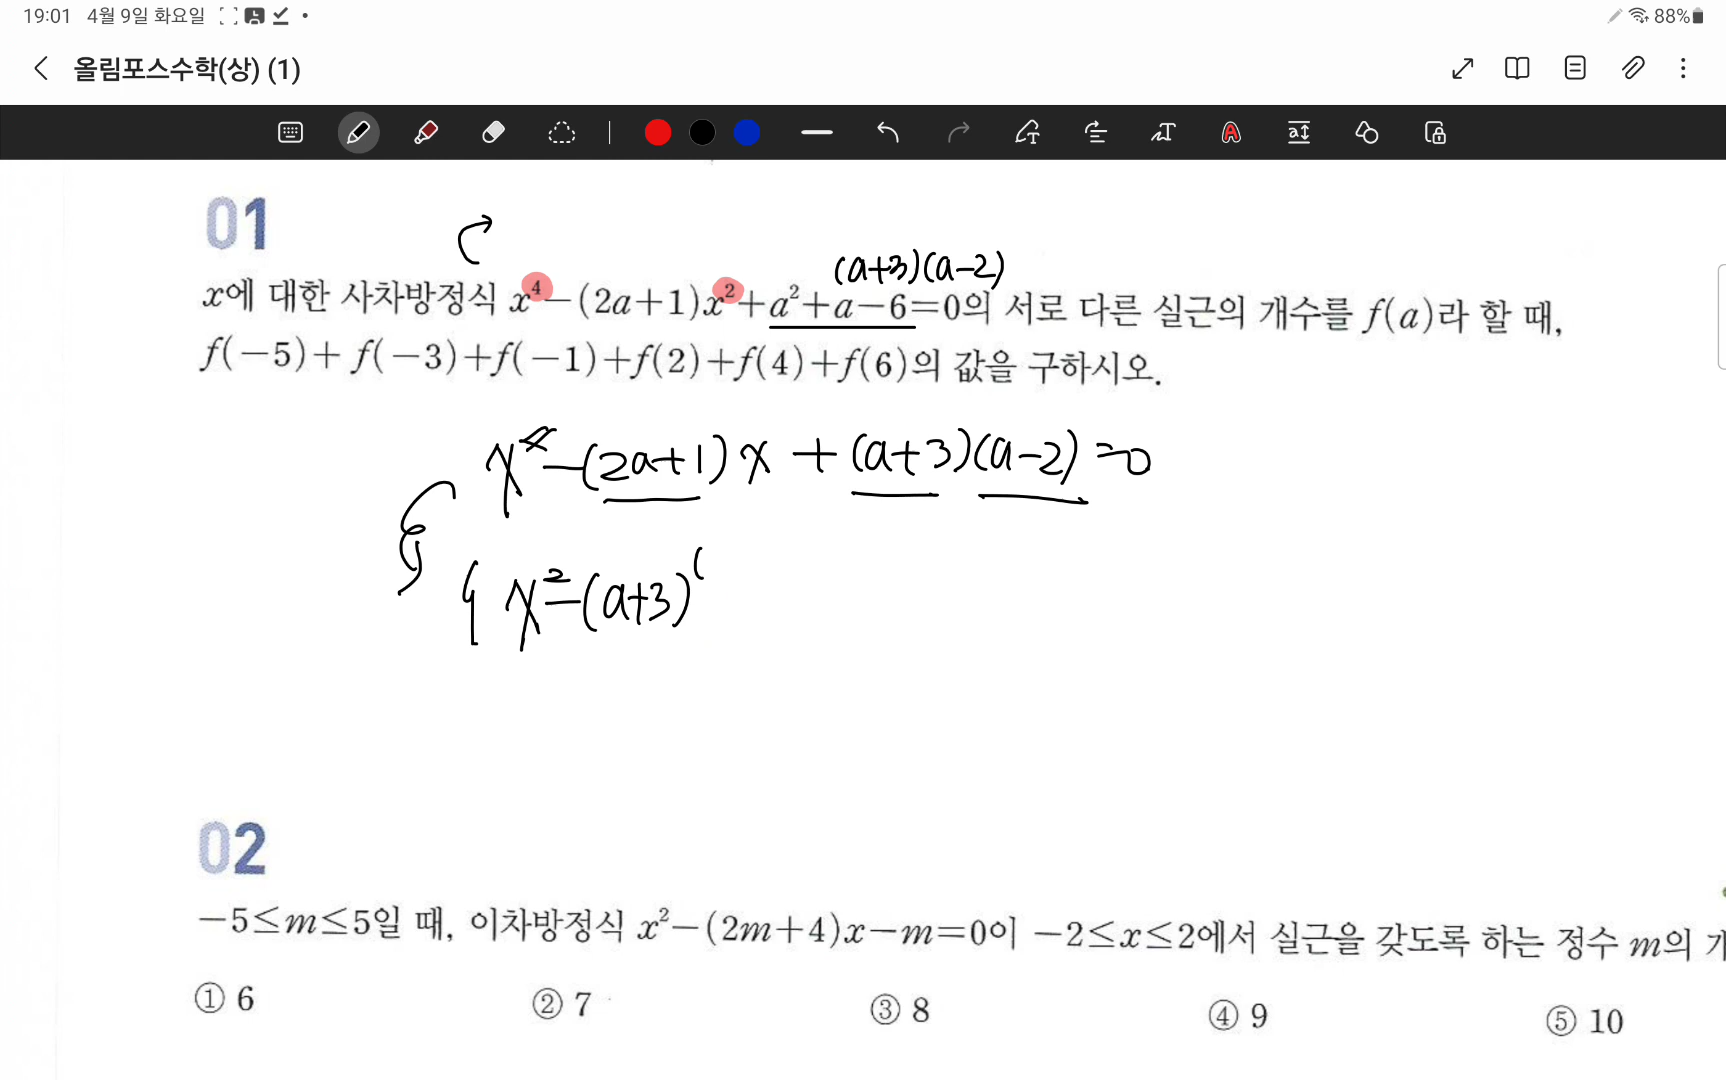 19:01 4월 9일 화요일 88%
올림포스수학(상) (1)
01
(a+3)(a-2)
x에 대한 사차방정식 x⁴-(2a+1)x²+a²+a-6=0의 서로 다른 실근의 개수를 f(a)라 할 때,
f(-5)+f(-3)+f(-1)+f(2)+f(4)+f(6)의 값을 구하시오.
-(2a+1)x+(a+3)(a-2)=0
x²-(a+3)(
02
-5≤m≤5일 때, 이차방정식 x²-(2m+4)x-m=0이 -2≤x≤2에서 실근을 갖도록 하는 정수 m의
① 6 ② 7 ③ 8 ④ 9 ⑤ 10